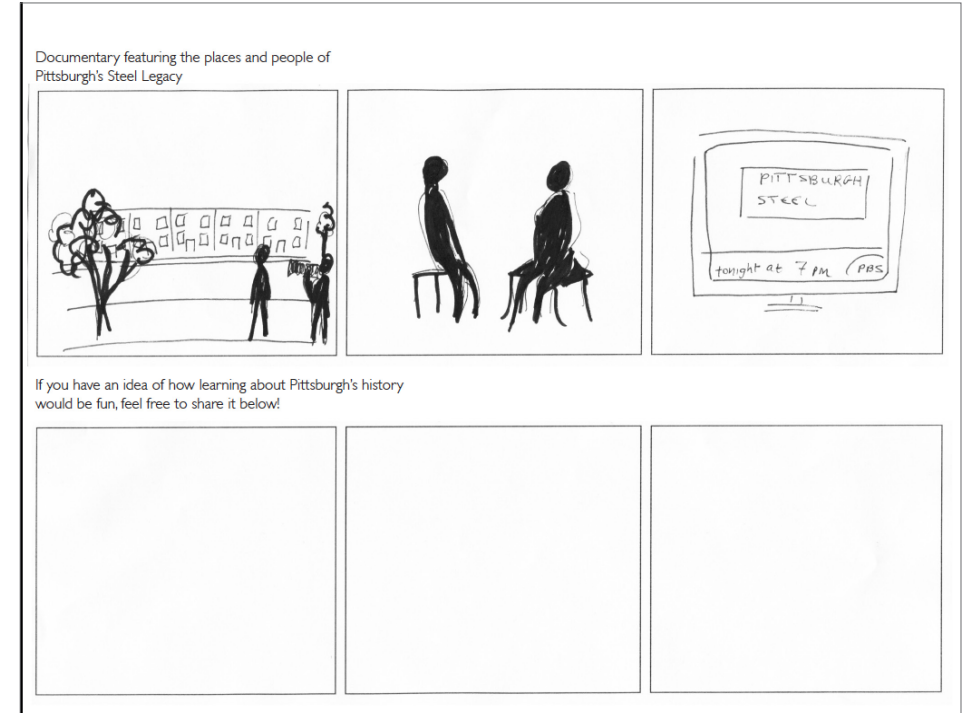 Documentary featuring the places and people of
Pittsburgh's Steel Legacy
PITTSBURGH
STEEL
tonight at 7 PM PBS
If you have an idea of how learning about Pittsburgh's history
would be fun, feel free to share it below!